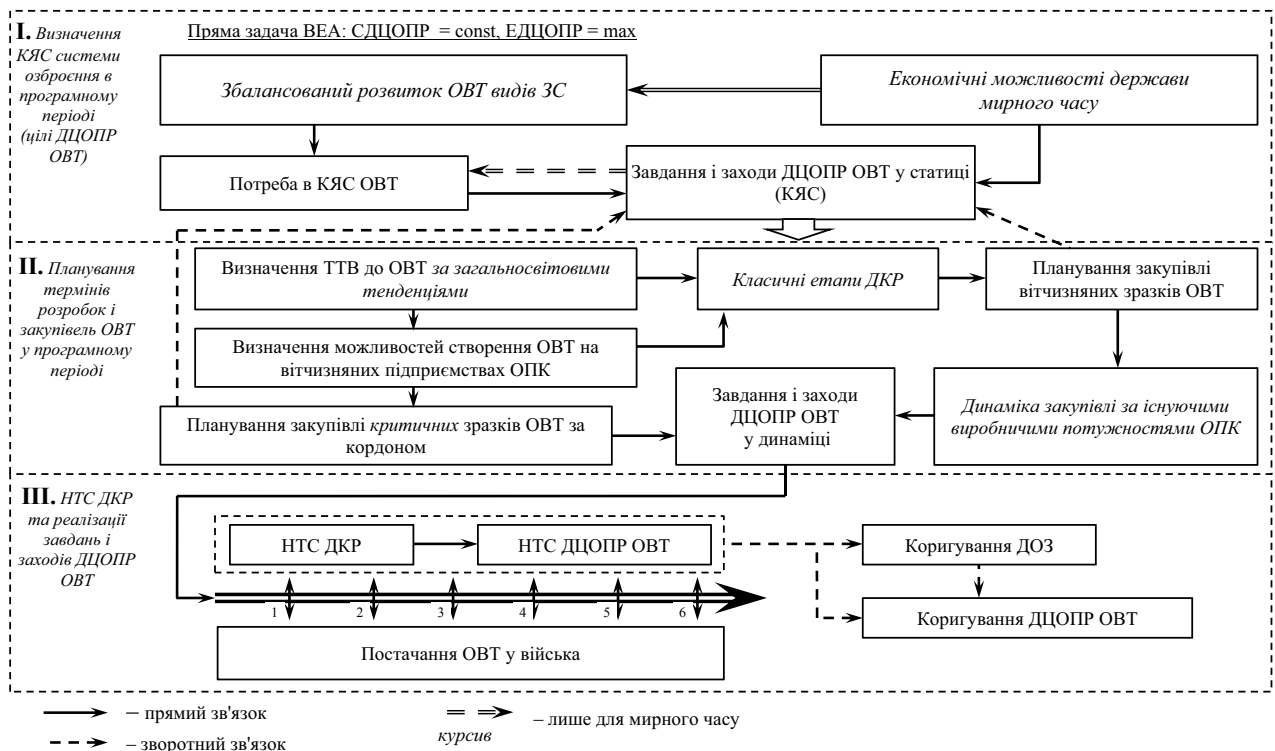 I. Визначення
КЯС системи
озброєння в
програмному
періоді
(цілі ДЦОПР
ОВТ)
Пряма задача ВЕА: СДЦОПР = const, ЕДЦОПР = max
Збалансований розвиток ОВТ видів ЗС
Економічні можливості держави
мирного часу
Потреба в КЯС ОВТ
Завдання і заходи ДЦОПР ОВТ у статиці
(КЯС)
II. Планування
термінів
розробок і
закупівель ОВТ
у програмному
періоді
Визначення ТТВ до ОВТ за загальносвітовими
тенденціями
Класичні етапи ДКР
Планування закупівлі
вітчизняних зразків ОВТ
Визначення можливостей створення ОВТ на
вітчизняних підприємствах ОПК
Планування закупівлі критичних зразків ОВТ за
кордоном
Завдання і заходи
ДЦОПР ОВТ
у динаміці
Динаміка закупівлі за існуючими
виробничими потужностями ОПК
III. НТС ДКР
та реалізації
завдань і
заходів ДЦОПР
ОВТ
НТС ДКР
НТС ДЦОПР ОВТ
Коригування ДОЗ
1 2 3 4 5 6
Коригування ДЦОПР ОВТ
Постачання ОВТ у війська
– прямий зв'язок
– зворотний зв'язок
курсив
– лише для мирного часу